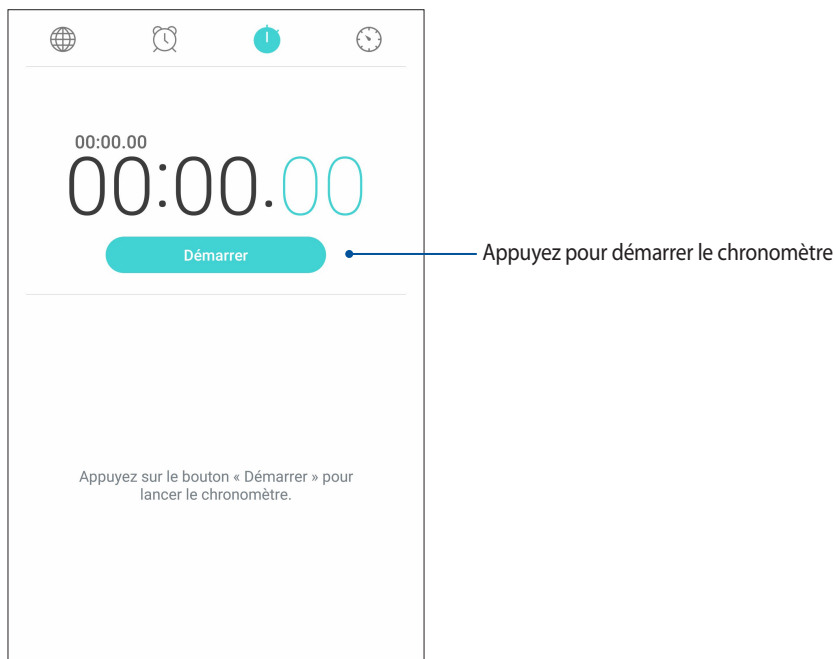 00:00.00
00:00.00
Démarrer
Appuyez pour démarrer le chronomètre
Appuyez sur le bouton « Démarrer » pour
lancer le chronomètre.